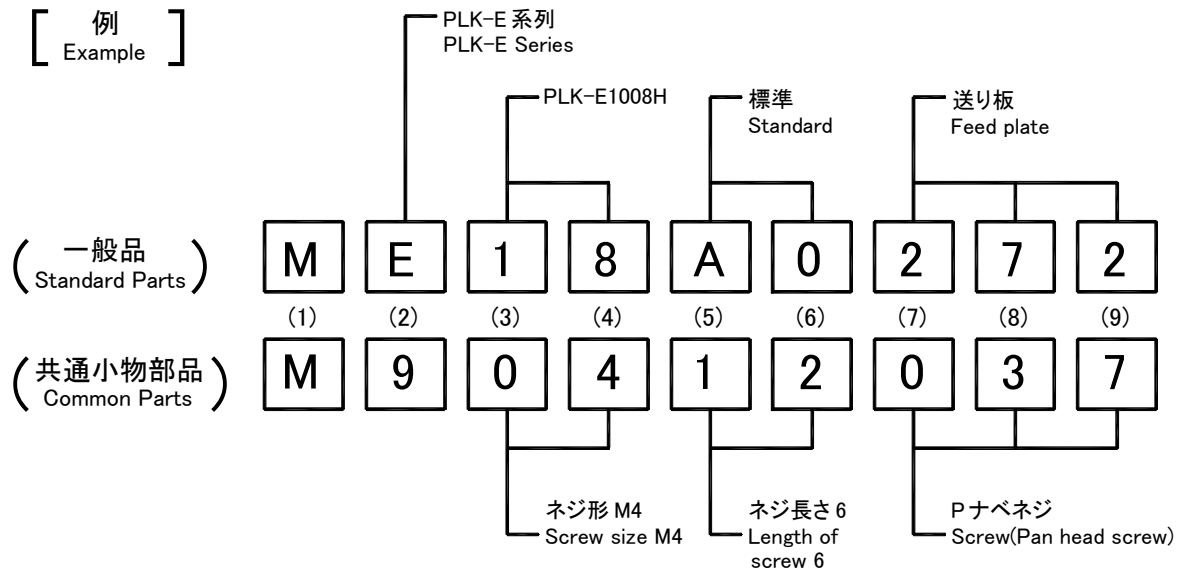 例
Example
PLK-E 系列
PLK-E Series
PLK-E1008H
標準
Standard
送り板
Feed plate
一般品
Standard Parts
M E 1 8 A 0 2 7 2
(1) (2) (3) (4) (5) (6) (7) (8) (9)
共通小物部品
Common Parts
M 9 0 4 1 2 0 3 7
ネジ形 M4
Screw size M4
ネジ長さ 6
Length of
screw 6
Pナベネジ
Screw(Pan head screw)